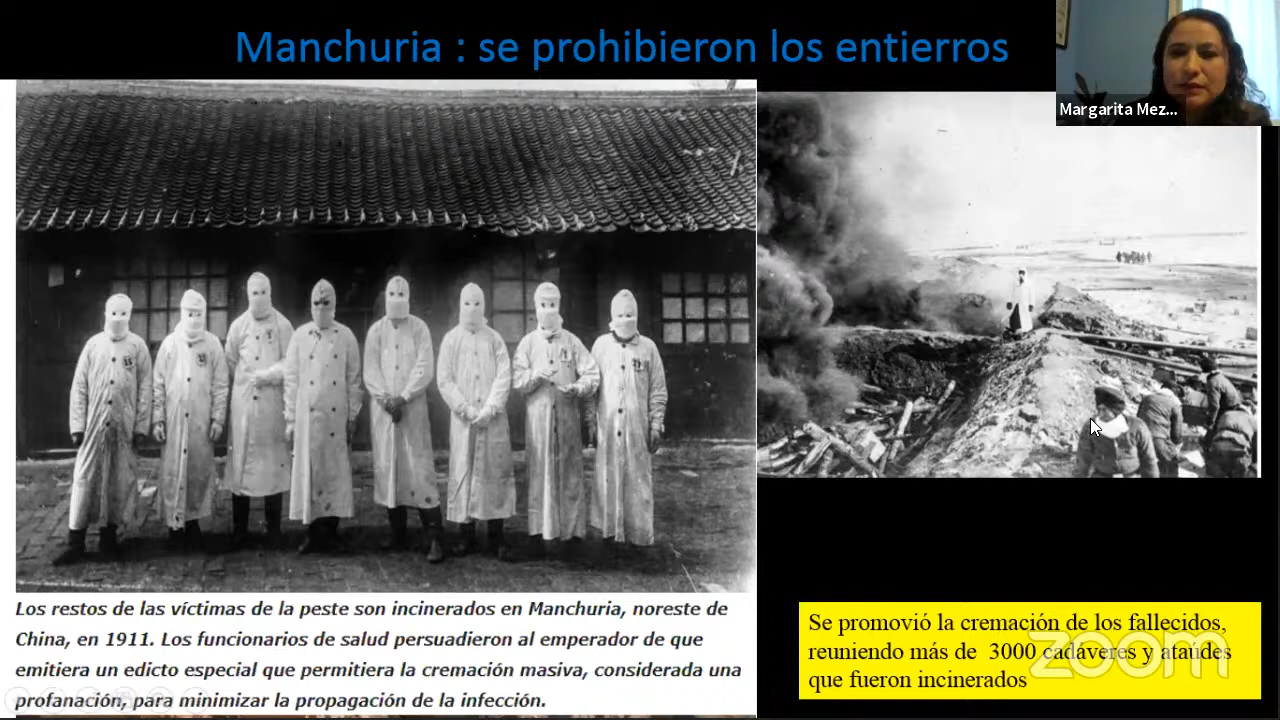 Manchuria : se prohibieron los entierros
Margarita Mez...
Los restos de las víctimas de la peste son incinerados en Manchuria, noreste de
China, en 1911. Los funcionarios de salud persuadieron al emperador de que
emitiera un edicto especial que permitiera la cremación masiva, considerada una
profanación, para minimizar la propagación de la infección.
Se promovió la cremación de los fallecidos,
reuniendo más de 3000 cadáveres y ataúdes
que fueron incinerados
zoom